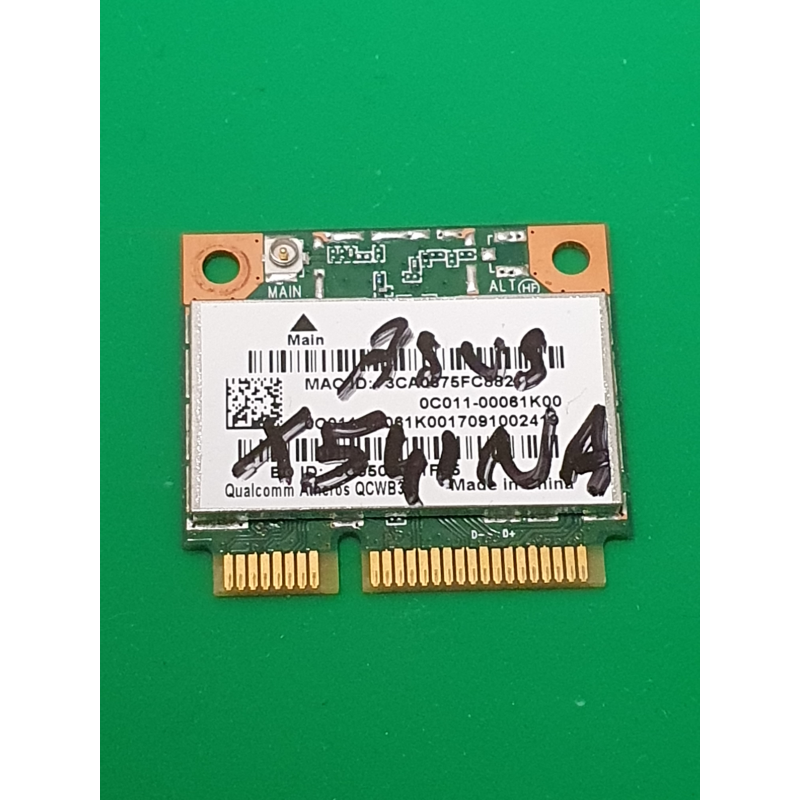 MAIN ALT HF
Main
Asus
MAC ID:
0C011-00061K00
X541NA
Qualcomm Atheros QCWB3
Made in China
D- D+